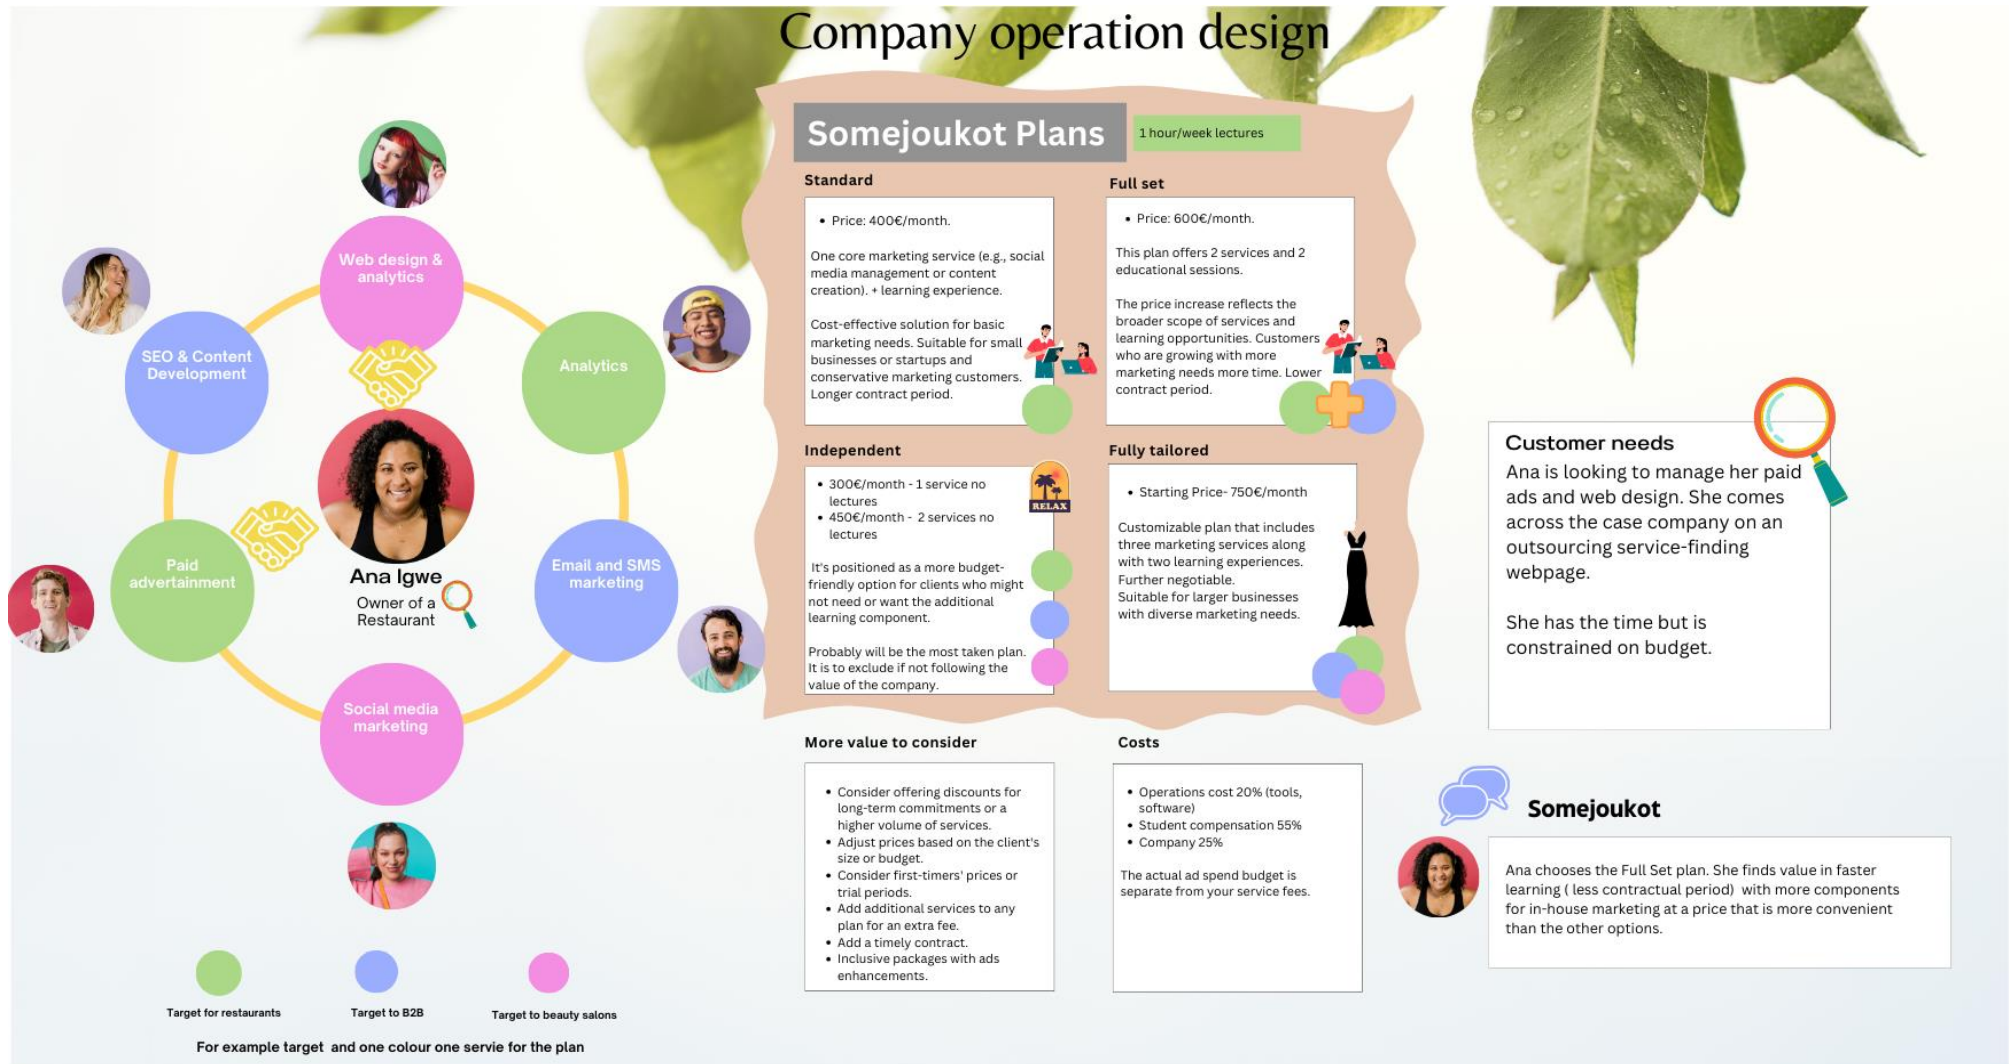 Company operation design
Web design &
analytics
SEO & Content
Development
Analytics
Paid
advertainment
Email and SMS
marketing
Social media
marketing
Ana Igwe
Owner of a
Restaurant
Target for restaurants
Target to B2B
Target to beauty salons
For example target and one colour one servie for the plan
Somejoukot Plans
1 hour/week lectures
Standard
• Price: 400€/month.
One core marketing service (e.g., social
media management or content
creation). + learning experience.
Cost-effective solution for basic
marketing needs. Suitable for small
businesses or startups and
conservative marketing customers.
Longer contract period.
Full set
• Price: 600€/month.
This plan offers 2 services and 2
educational sessions.
The price increase reflects the
broader scope of services and
learning opportunities. Customers
who are growing with more
marketing needs more time. Lower
contract period.
Independent
• 300€/month - 1 service no
lectures
• 450€/month - 2 services no
lectures
It's positioned as a more budget-
friendly option for clients who might
not need or want the additional
learning component.
Probably will be the most taken plan.
It is to exclude if not following the
value of the company.
RELAX
Fully tailored
• Starting Price- 750€/month
Customizable plan that includes
three marketing services along
with two learning experiences.
Further negotiable.
Suitable for larger businesses
with diverse marketing needs.
More value to consider
• Consider offering discounts for
long-term commitments or a
higher volume of services.
• Adjust prices based on the client's
size or budget.
• Consider first-timers' prices or
trial periods.
• Add additional services to any
plan for an extra fee.
• Add a timely contract.
• Inclusive packages with ads
enhancements.
Costs
• Operations cost 20% (tools,
software)
• Student compensation 55%
• Company 25%
The actual ad spend budget is
separate from your service fees.
Customer needs
Ana is looking to manage her paid
ads and web design. She comes
across the case company on an
outsourcing service-finding
webpage.
She has the time but is
constrained on budget.
Somejoukot
Ana chooses the Full Set plan. She finds value in faster
learning ( less contractual period) with more components
for in-house marketing at a price that is more convenient
than the other options.